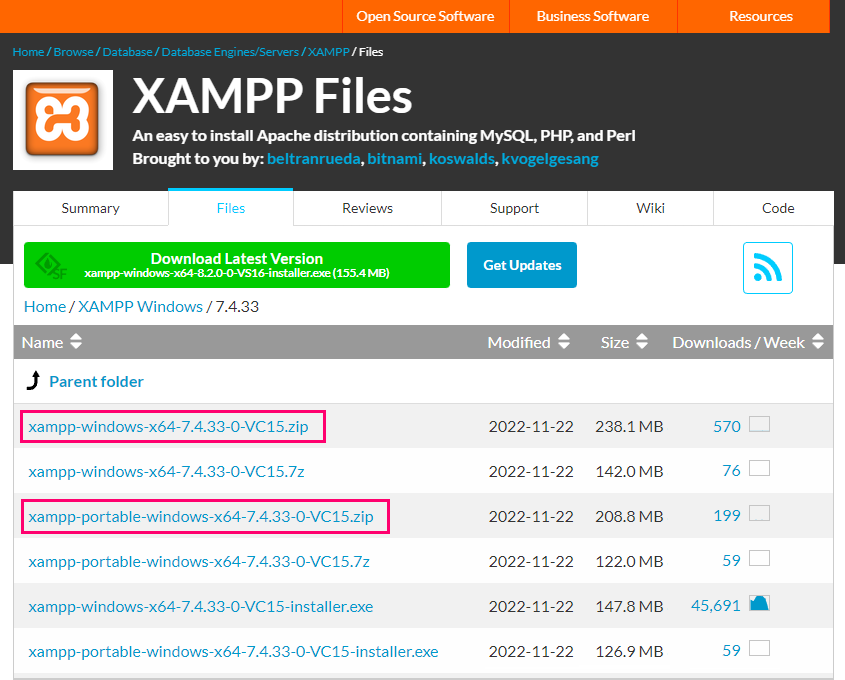 Open Source Software Business Software Resources
Home / Browse / Database / Database Engines/Servers / XAMPP / Files
XAMPP Files
An easy to install Apache distribution containing MySQL, PHP, and Perl
Brought to you by: beltranrueda, bitnami, koswalds, kvogelgesang
Summary Files Reviews Support Wiki Code
Download Latest Version
xampp-windows-x64-8.2.0-0-VS16-installer.exe (155.4 MB)
SF
Get Updates
Home / XAMPP Windows / 7.4.33
Name Modified Size Downloads / Week
Parent folder
xampp-windows-x64-7.4.33-0-VC15.zip 2022-11-22 238.1 MB 570
xampp-windows-x64-7.4.33-0-VC15.7z 2022-11-22 142.0 MB 76
xampp-portable-windows-x64-7.4.33-0-VC15.zip 2022-11-22 208.8 MB 199
xampp-portable-windows-x64-7.4.33-0-VC15.7z 2022-11-22 122.0 MB 59
xampp-windows-x64-7.4.33-0-VC15-installer.exe 2022-11-22 147.8 MB 45,691
xampp-portable-windows-x64-7.4.33-0-VC15-installer.exe 2022-11-22 126.9 MB 59